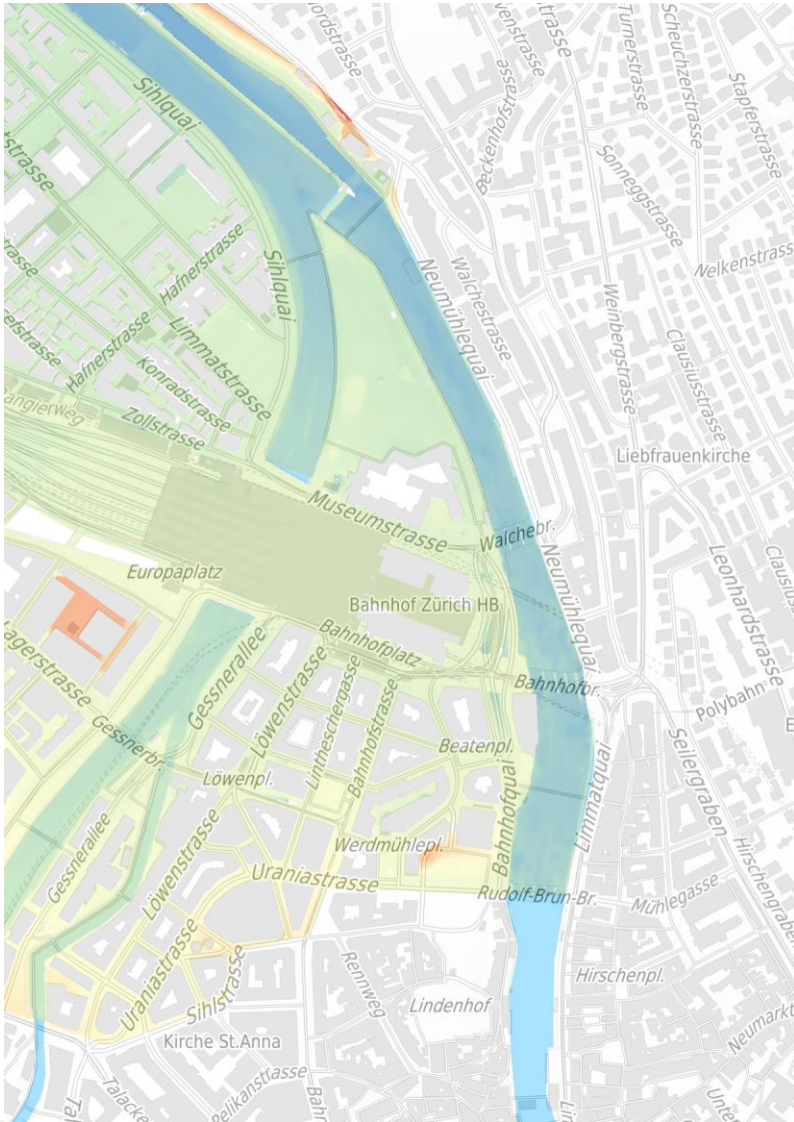 Sihlquai
Beckenhofstrasse
Turnerstrasse
Scheuchzerstrasse
Stapferstrasse
Sonneggstrasse
Hafnerstrasse
Sihlquai
Neumühlequai
Walchestrasse
Weinbergstrasse
Clausiusstrasse
Hafnerstrasse
Limmatstrasse
Konradstrasse
Zollstrasse
Liebfrauenkirche
Museumstrasse
Walchebr.
Neumühlequai
Leonhardstrasse
Europaplatz
Bahnhof Zürich HB
Bahnhofplatz
Lagerstrasse
Gessnerallee
Löwenstrasse
Lintheschergasse
Bahnhofstrasse
Bahnhofbr.
Polybahn
Gessnerbr.
Löwenpl.
Beatenpl.
Bahnhofquai
Limmatquai
Seilergraben
Gessnerallee
Löwenstrasse
Werdmühlepl.
Uraniastrasse
Rudolf-Brun-Br.
Mühlegasse
Hirschengraben
Uraniastrasse
Sihlstrasse
Rennweg
Hirschenpl.
Lindenhof
Neumarkt
Kirche St.Anna
Pelikanstrasse